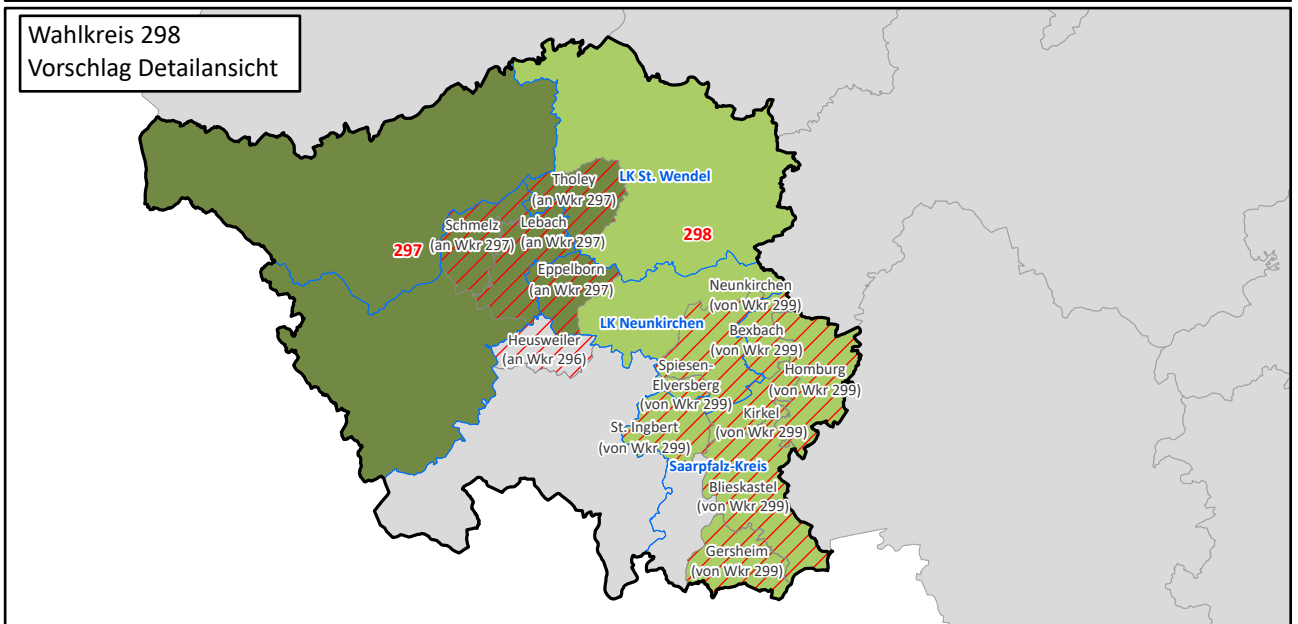 Wahlkreis 298
Vorschlag Detailansicht
Tholey
(an Wkr 297)
LK St. Wendel
Schmelz
(an Wkr 297)
Lebach
(an Wkr 297)
297
298
Eppelborn
(an Wkr 297)
Neunkirchen
(von Wkr 299)
LK Neunkirchen
Bexbach
(von Wkr 299)
Heusweiler
(an Wkr 296)
Spiesen-
Elversberg
(von Wkr 299)
Homburg
(von Wkr 299)
Kirkel
(von Wkr 299)
St. Ingbert
(von Wkr 299)
Saarpfalz-Kreis
Blieskastel
(von Wkr 299)
Gersheim
(von Wkr 299)